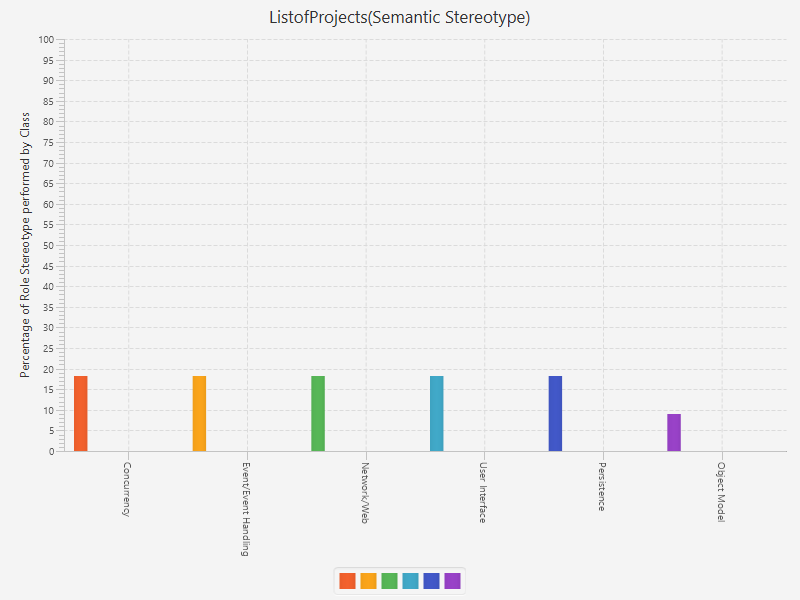 ListofProjects(Semantic Stereotype)
Percentage of Role Stereotype performed by Class
100
95
90
85
80
75
70
65
60
55
50
45
40
35
30
25
20
15
10
5
0
Concurrency
Event/Event Handling
Network/Web
User Interface
Persistence
Object Model